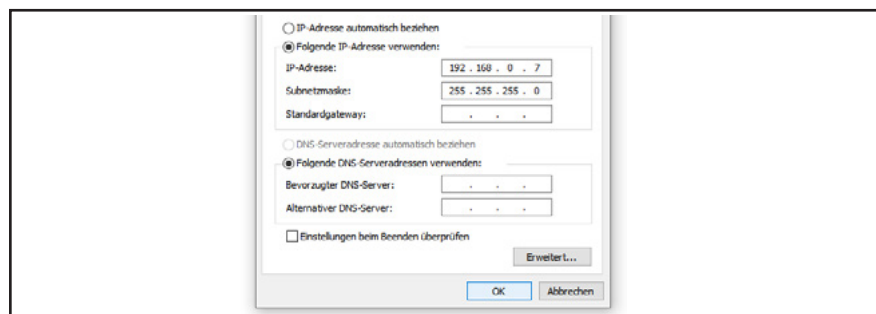 IP-Adresse automatisch beziehen
Folgende IP-Adresse verwenden:
IP-Adresse: 192 . 168 . 0 . 7
Subnetzmaske: 255 . 255 . 255 . 0
Standardgateway: . . .
DNS-Serveradresse automatisch beziehen
Folgende DNS-Serveradressen verwenden:
Bevorzugter DNS-Server: . . .
Alternativer DNS-Server: . . .
Einstellungen beim Beenden überprüfen
Erweitert...
OK Abbrechen